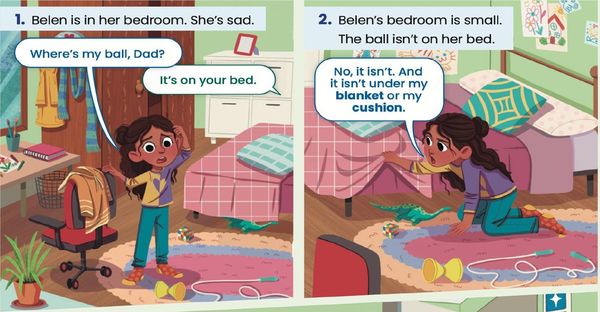 1. Belen is in her bedroom. She's sad.
Where's my ball, Dad?
It's on your bed.
2. Belen's bedroom is small.
The ball isn't on her bed.
No, it isn't. And
it isn't under my
blanket or my
cushion.